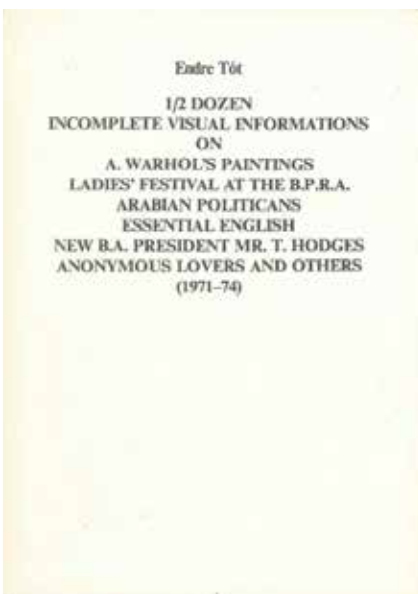 Endre Tót
1/2 DOZEN
INCOMPLETE VISUAL INFORMATIONS
ON
A. WARHOL'S PAINTINGS
LADIES' FESTIVAL AT THE B.P.R.A.
ARABIAN POLITICANS
ESSENTIAL ENGLISH
NEW B.A. PRESIDENT MR. T. HODGES
ANONYMOUS LOVERS AND OTHERS
(1971–74)